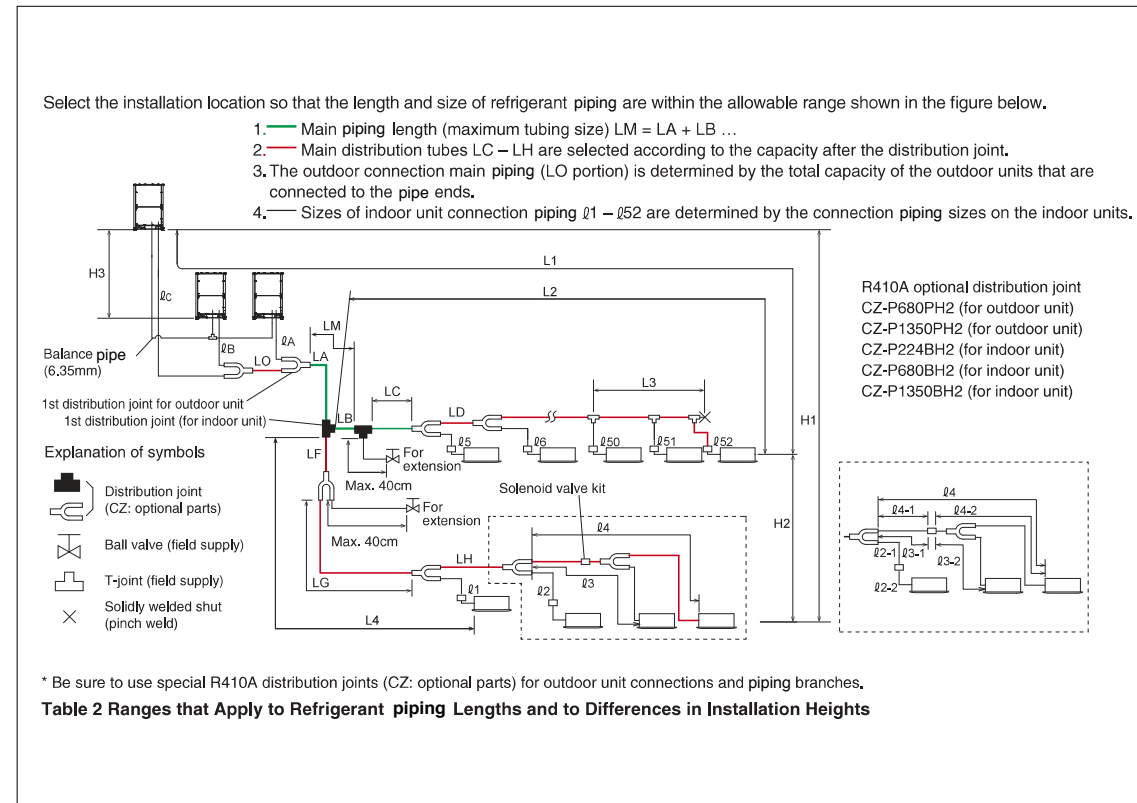 Select the installation location so that the length and size of refrigerant piping are within the allowable range shown in the figure below.
1. Main piping length (maximum tubing size) LM = LA + LB ...
2. Main distribution tubes LC – LH are selected according to the capacity after the distribution joint.
3. The outdoor connection main piping (LO portion) is determined by the total capacity of the outdoor units that are
connected to the pipe ends.
4. Sizes of indoor unit connection piping ℓ1 – ℓ52 are determined by the connection piping sizes on the indoor units.
H3
ℓC
L1
L2
LM
ℓB
ℓA
LO
LA
Balance pipe
(6.35mm)
1st distribution joint for outdoor unit
1st distribution joint (for indoor unit)
LB
LC
LD
L3
ℓ5
ℓ6
ℓ50
ℓ51
ℓ52
H1
R410A optional distribution joint
CZ-P680PH2 (for outdoor unit)
CZ-P1350PH2 (for outdoor unit)
CZ-P224BH2 (for indoor unit)
CZ-P680BH2 (for indoor unit)
CZ-P1350BH2 (for indoor unit)
LF
For
extension
Max. 40cm
For
extension
Max. 40cm
Solenoid valve kit
H2
LG
LH
ℓ1
ℓ2
ℓ3
ℓ4
L4
ℓ4
ℓ4-1
ℓ4-2
ℓ2-1
ℓ3-1
ℓ3-2
ℓ2-2
Explanation of symbols
Distribution joint
(CZ: optional parts)
Ball valve (field supply)
T-joint (field supply)
Solidly welded shut
(pinch weld)
* Be sure to use special R410A distribution joints (CZ: optional parts) for outdoor unit connections and piping branches.
Table 2 Ranges that Apply to Refrigerant piping Lengths and to Differences in Installation Heights